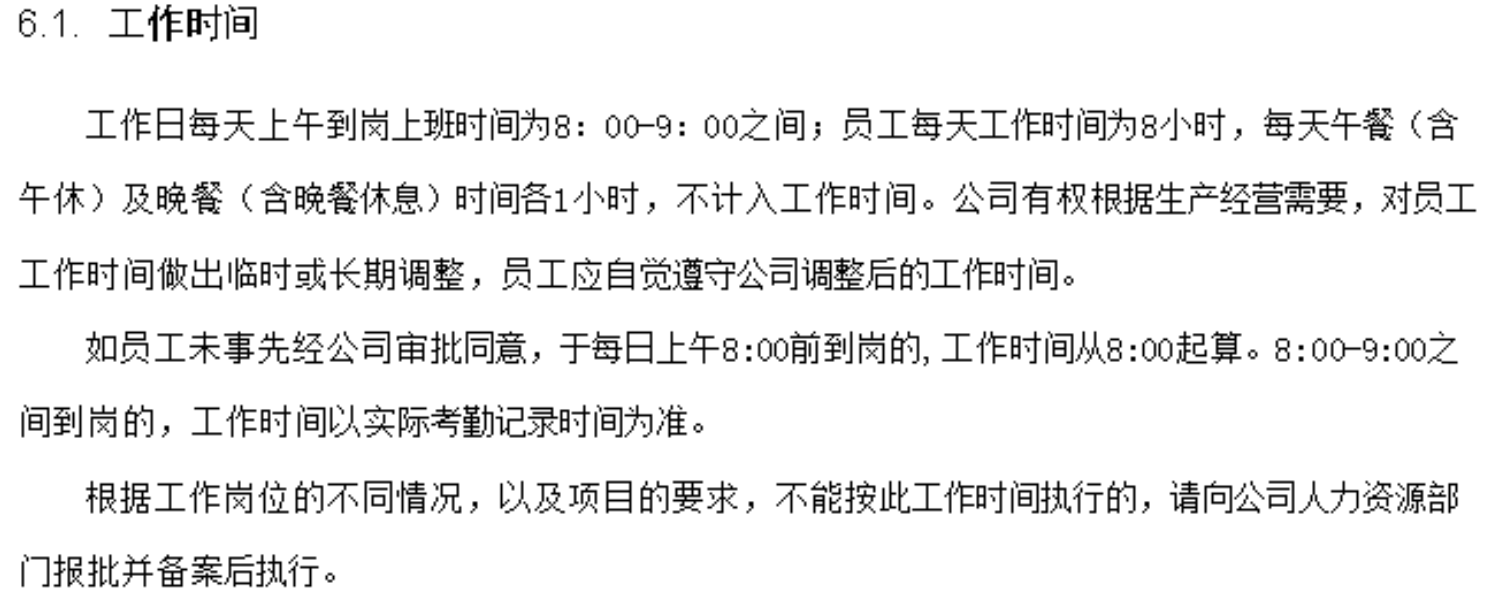 6.1. 工作时间
工作日每天上午到岗上班时间为8：00-9：00之间；员工每天工作时间为8小时，每天午餐（含
午休）及晚餐（含晚餐休息）时间各1小时，不计入工作时间。公司有权根据生产经营需要，对员工
工作时间做出临时或长期调整，员工应自觉遵守公司调整后的工作时间。
如员工未事先经公司审批同意，于每日上午8:00前到岗的,工作时间从8:00起算。8:00-9:00之
间到岗的，工作时间以实际考勤记录时间为准。
根据工作岗位的不同情况，以及项目的要求，不能按此工作时间执行的，请向公司人力资源部
门报批并备案后执行。